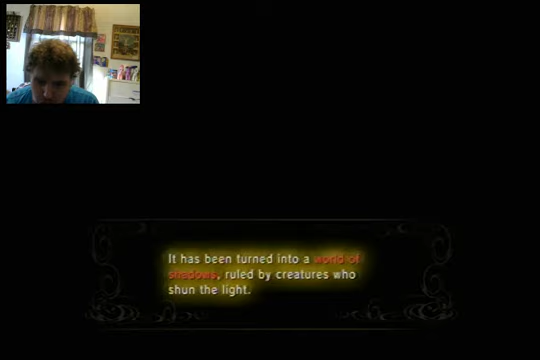 It has been turned into a world of
shadows, ruled by creatures who
shun the light.